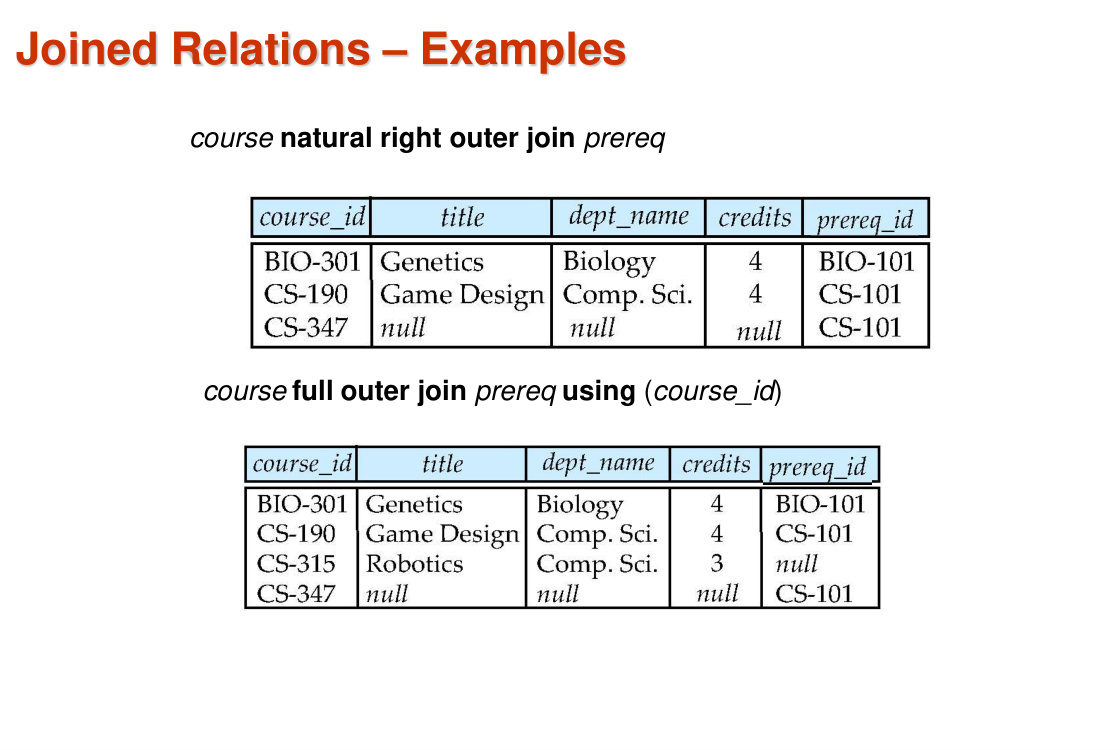 Joined Relations – Examples
course natural right outer join prereq
course_id title dept_name credits prereq_id
BIO-301 Genetics Biology 4 BIO-101
CS-190 Game Design Comp. Sci. 4 CS-101
CS-347 null null null CS-101
course full outer join prereq using (course_id)
course_id title dept_name credits prereq_id
BIO-301 Genetics Biology 4 BIO-101
CS-190 Game Design Comp. Sci. 4 CS-101
CS-315 Robotics Comp. Sci. 3 null
CS-347 null null null CS-101